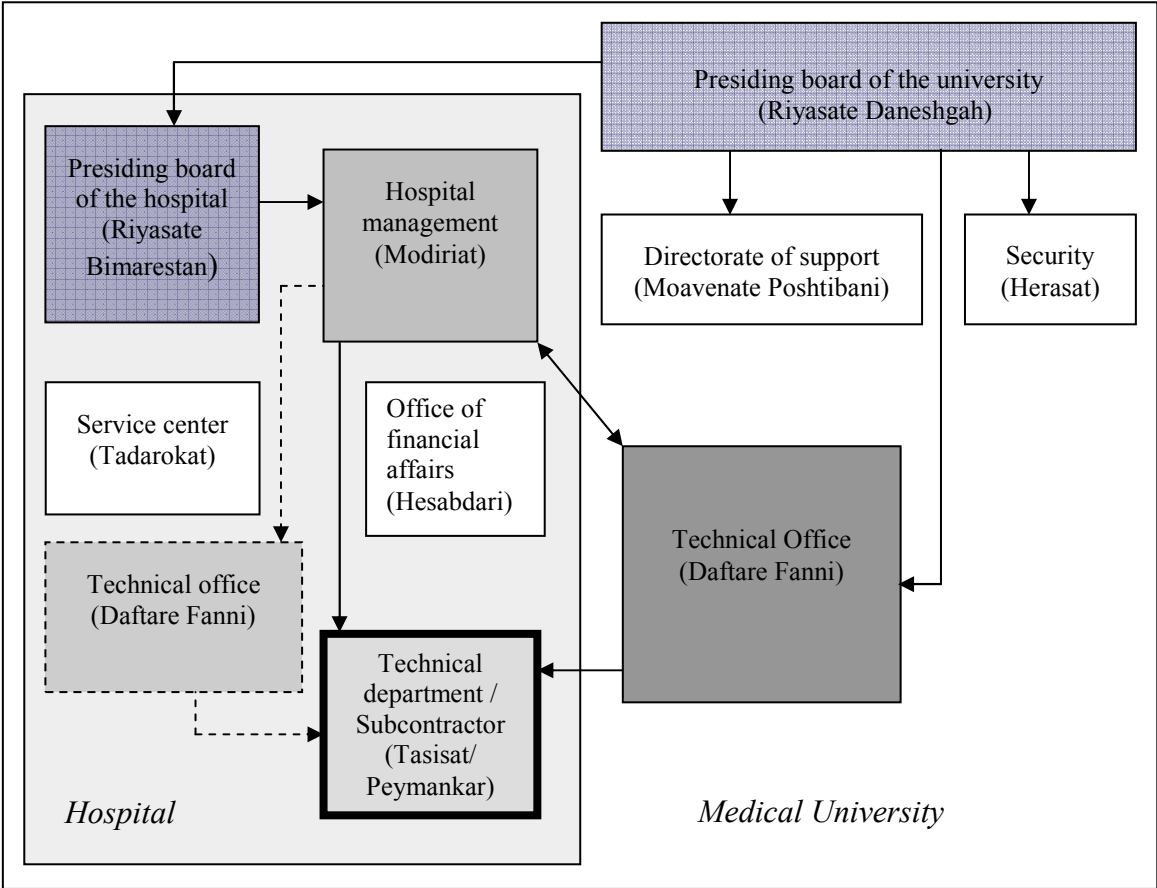 Presiding board of the university
(Riyasate Daneshgah)
Presiding board
of the hospital
(Riyasate
Bimarestan)
Hospital
management
(Modiriat)
Directorate of support
(Moavenate Poshtibani)
Security
(Herasat)
Service center
(Tadarokat)
Office of
financial
affairs
(Hesabdari)
Technical Office
(Daftare Fanni)
Technical office
(Daftare Fanni)
Technical
department /
Subcontractor
(Tasisat/
Peymankar)
Hospital
Medical University